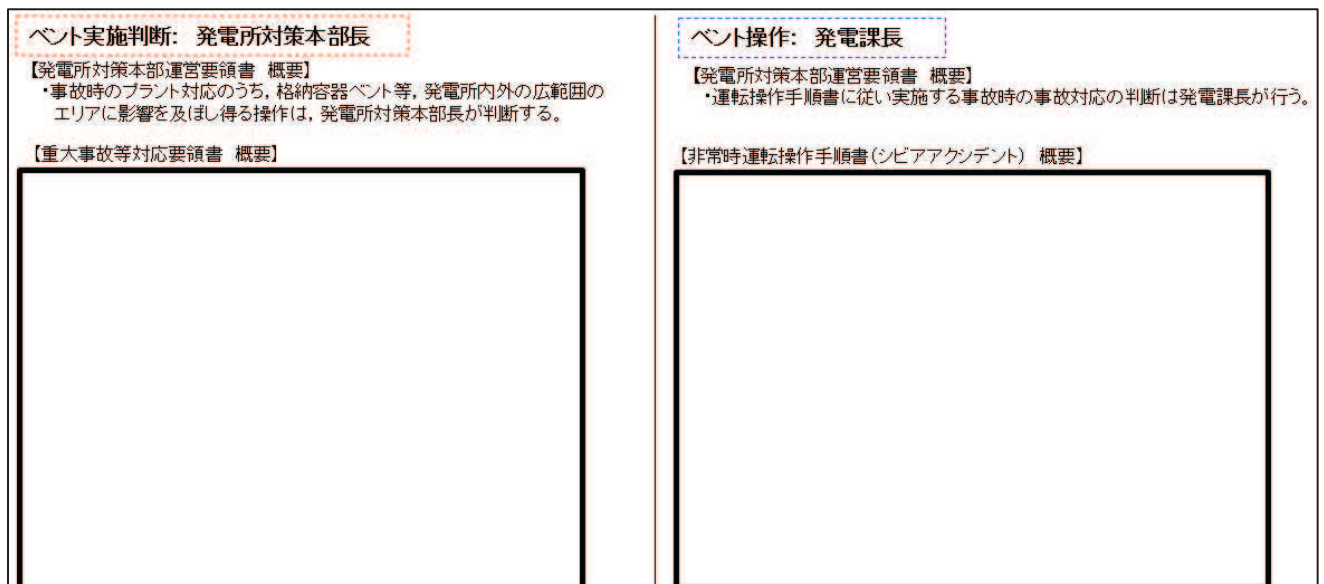 ベント実施判断： 発電所対策本部長
【発電所対策本部運営要領書 概要】
・事故時のプラント対応のうち，格納容器ベント等，発電所内外の広範囲の
エリアに影響を及ぼし得る操作は，発電所対策本部長が判断する。
【重大事故等対応要領書 概要】
ベント操作： 発電課長
【発電所対策本部運営要領書 概要】
・運転操作手順書に従い実施する事故時の事故対応の判断は発電課長が行う。
【非常時運転操作手順書（シビアアクシデント） 概要】